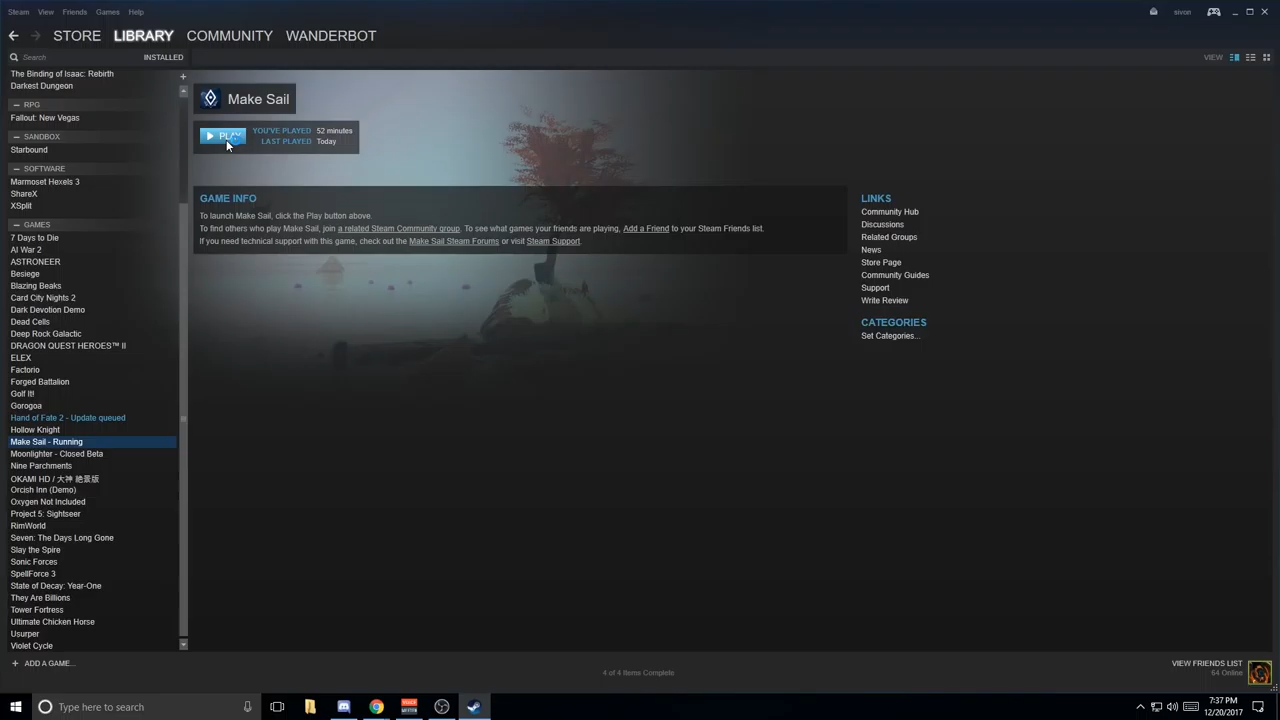 Steam View Friends Games Help
sivon
STORE LIBRARY COMMUNITY WANDERBOT
Search INSTALLED
VIEW
The Binding of Isaac: Rebirth
Darkest Dungeon
RPG
Fallout: New Vegas
SANDBOX
Starbound
SOFTWARE
Marmoset Hexels 3
ShareX
XSplit
GAMES
7 Days to Die
AI War 2
ASTRONEER
Besiege
Blazing Beaks
Card City Nights 2
Dark Devotion Demo
Dead Cells
Deep Rock Galactic
DRAGON QUEST HEROES™ II
ELEX
Factorio
Forged Battalion
Golf It!
Gorogoa
Hand of Fate 2 - Update queued
Hollow Knight
Make Sail - Running
Moonlighter - Closed Beta
Nine Parchments
OKAMI HD / 大神 絶景版
Orcish Inn (Demo)
Oxygen Not Included
Project 5: Sightseer
RimWorld
Seven: The Days Long Gone
Slay the Spire
Sonic Forces
SpellForce 3
State of Decay: Year-One
They Are Billions
Tower Fortress
Ultimate Chicken Horse
Usurper
Violet Cycle
+ ADD A GAME...
Make Sail
PLAY
YOU'VE PLAYED 52 minutes
LAST PLAYED Today
GAME INFO
To launch Make Sail, click the Play button above.
To find others who play Make Sail, join a related Steam Community group. To see what games your friends are playing, Add a Friend to your Steam Friends list.
If you need technical support with this game, check out the Make Sail Steam Forums or visit Steam Support.
LINKS
Community Hub
Discussions
Related Groups
News
Store Page
Community Guides
Support
Write Review
CATEGORIES
Set Categories...
4 of 4 Items Complete
VIEW FRIENDS LIST
64 Online
Type here to search
7:37 PM
12/20/2017